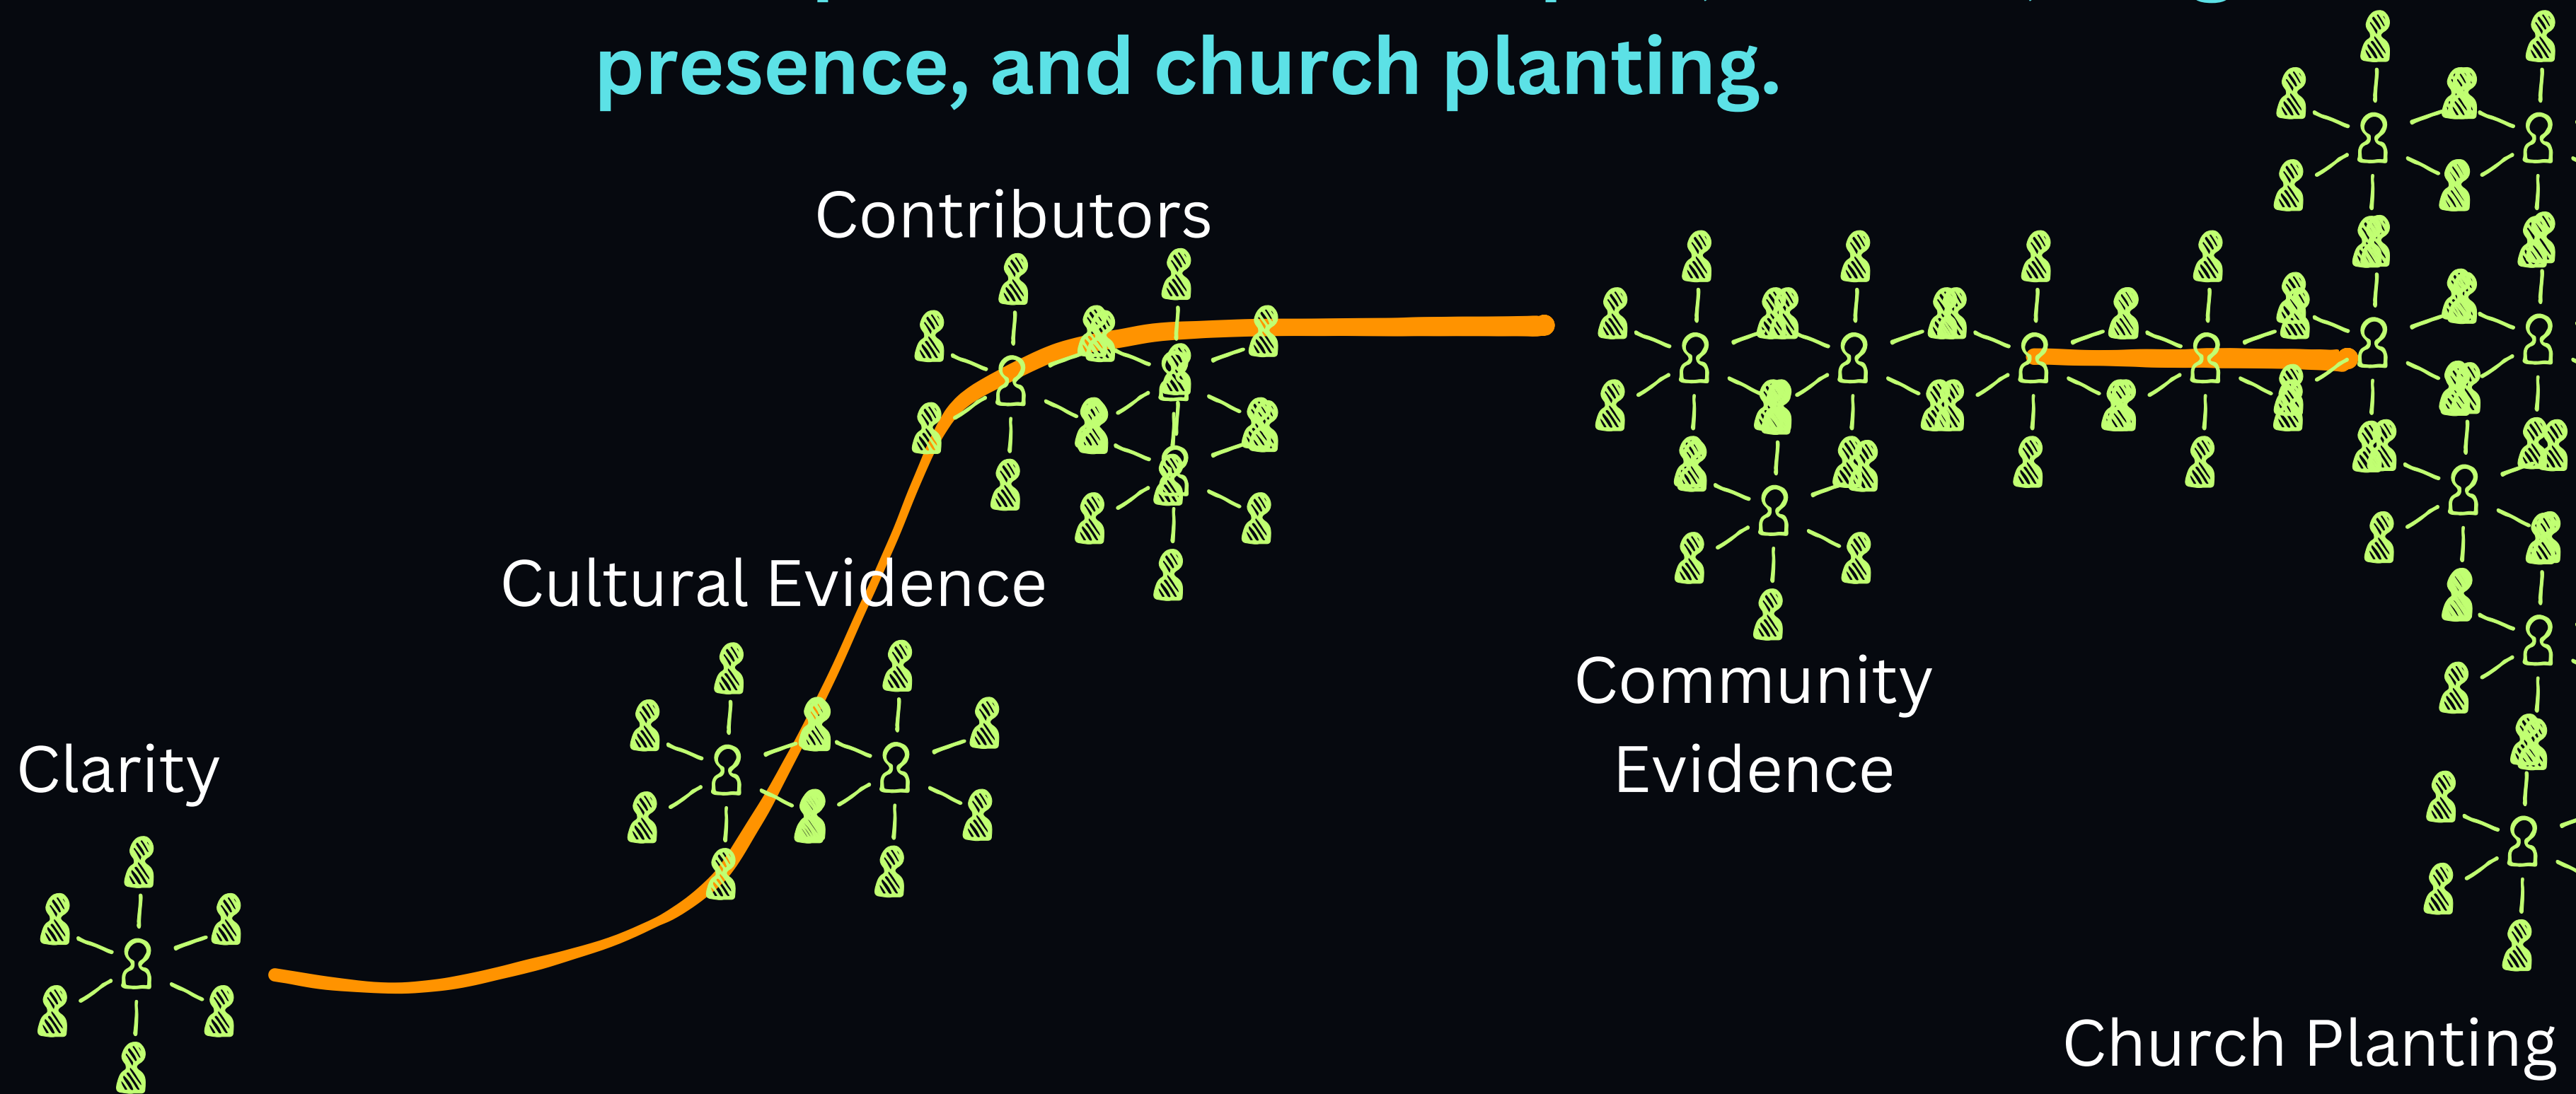 presence, and church planting.
Contributors
Cultural Evidence
Community
Evidence
Clarity
Church Planting